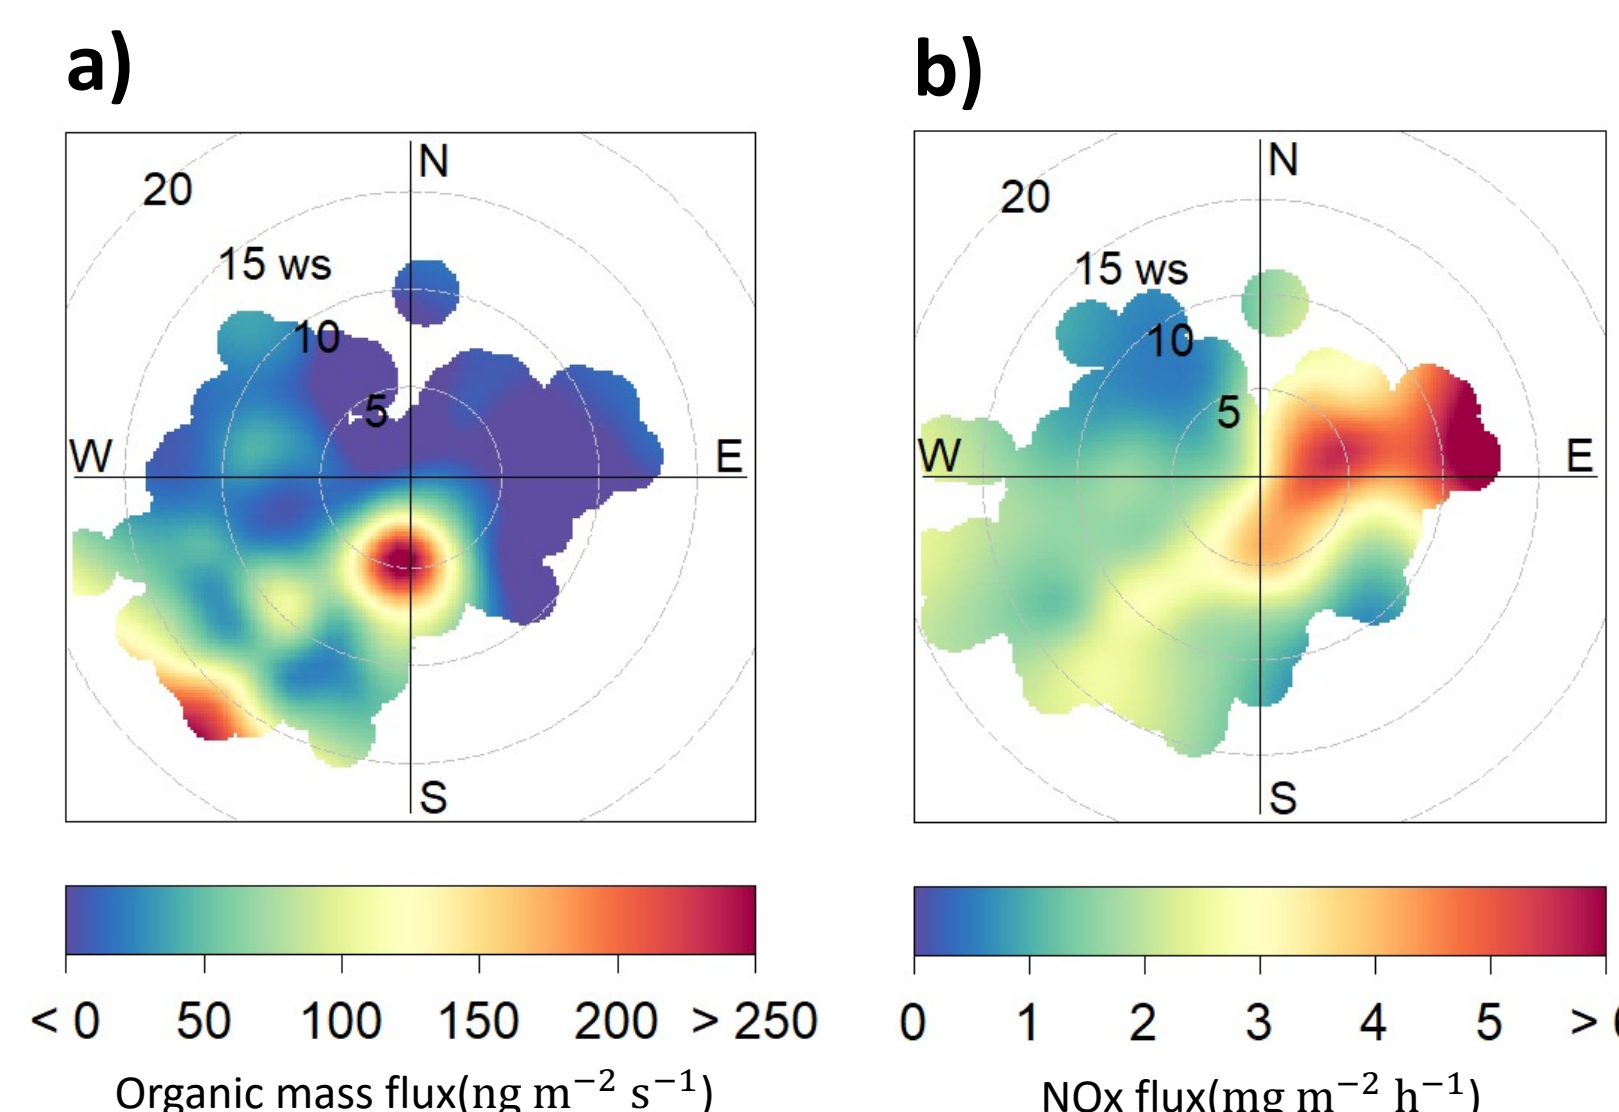 a)
b)
N
20
15 ws
10
5
W
E
S
N
20
15 ws
10
5
W
E
S
< 0 50 100 150 200 > 250
0 1 2 3 4 5 >
Organic mass flux(ng m⁻² s⁻¹)
NOx flux(mg m⁻² h⁻¹)